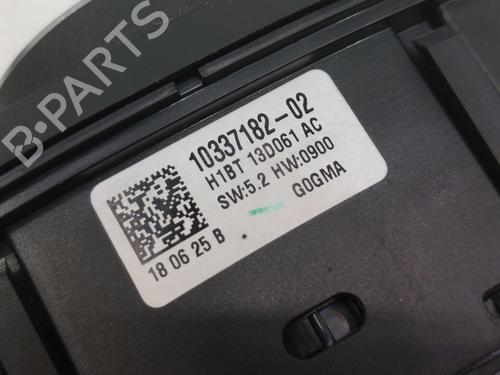 B-PARTS
10337182-02
H1BT 13D061 AC
SW:5.2 HW:0900
G0GMA
18 06 25 B